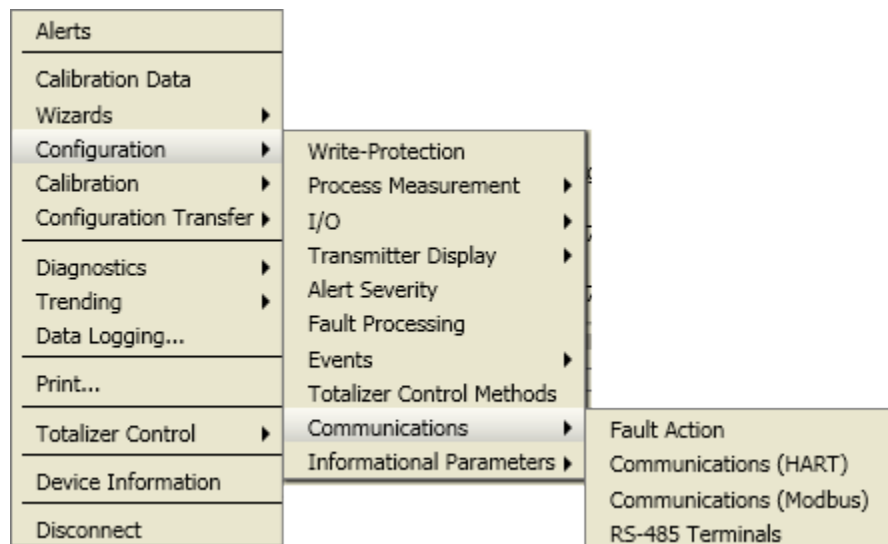 Alerts
Calibration Data
Wizards
Configuration
Calibration
Configuration Transfer
Diagnostics
Trending
Data Logging...
Print...
Totalizer Control
Device Information
Disconnect
Write-Protection
Process Measurement
I/O
Transmitter Display
Alert Severity
Fault Processing
Events
Totalizer Control Methods
Communications
Informational Parameters
Fault Action
Communications (HART)
Communications (Modbus)
RS-485 Terminals